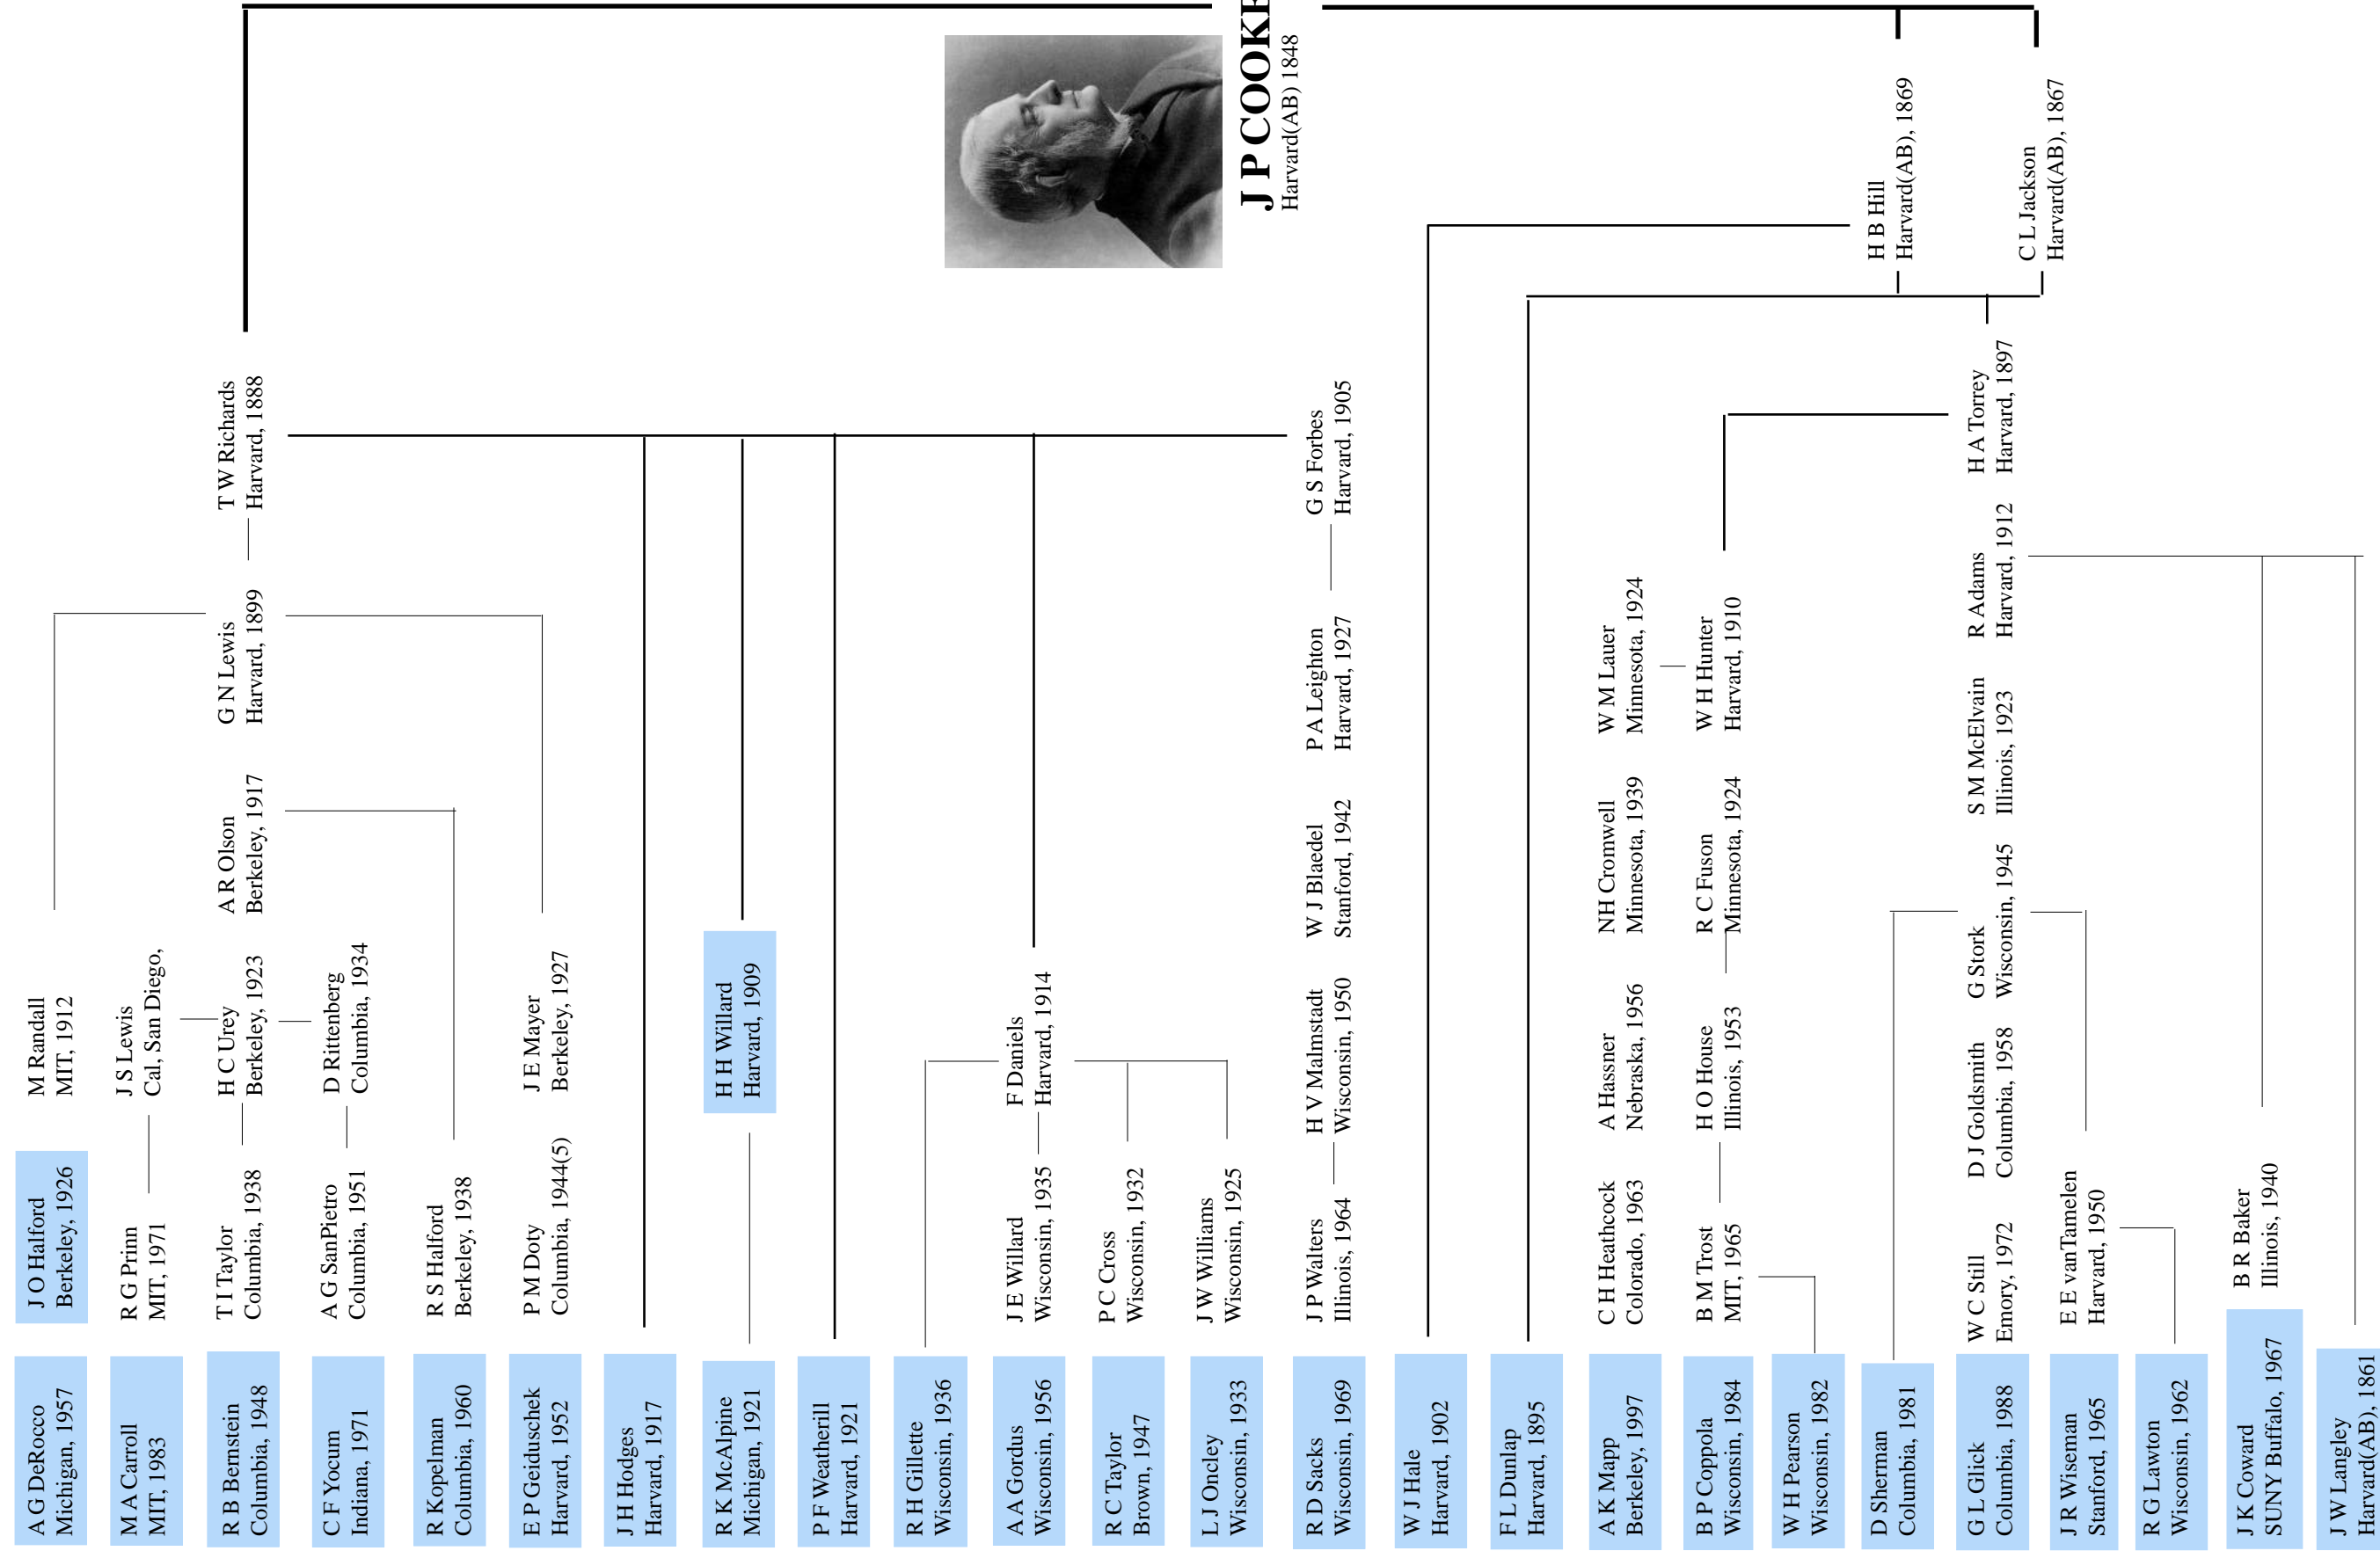 J P COOKE
Harvard(AB) 1848
T W Richards
Harvard, 1888
H B Hill
Harvard(AB), 1869
C L Jackson
Harvard(AB), 1867
G N Lewis
Harvard, 1899
G S Forbes
Harvard, 1905
H A Torrey
Harvard, 1897
A R Olson
Berkeley, 1917
P A Leighton
Harvard, 1927
W M Lauer
Minnesota, 1924
W H Hunter
Harvard, 1910
R Adams
Harvard, 1912
W J Blaedel
Stanford, 1942
NH Cromwell
Minnesota, 1939
R C Fuson
Minnesota, 1924
S M McElvain
Illinois, 1923
M Randall
MIT, 1912
J S Lewis
Cal, San Diego,
H C Urey
Berkeley, 1923
D Rittenberg
Columbia, 1934
J E Mayer
Berkeley, 1927
H H Willard
Harvard, 1909
F Daniels
Harvard, 1914
H V Malmstadt
Wisconsin, 1950
A Hassner
Nebraska, 1956
H O House
Illinois, 1953
G Stork
Wisconsin, 1945
D J Goldsmith
Columbia, 1958
J O Halford
Berkeley, 1926
R G Prinn
MIT, 1971
T I Taylor
Columbia, 1938
A G SanPietro
Columbia, 1951
R S Halford
Berkeley, 1938
P M Doty
Columbia, 1944(5)
J E Willard
Wisconsin, 1935
P C Cross
Wisconsin, 1932
J W Williams
Wisconsin, 1925
J P Walters
Illinois, 1964
C H Heathcock
Colorado, 1963
B M Trost
MIT, 1965
W C Still
Emory, 1972
E E vanTamelen
Harvard, 1950
B R Baker
Illinois, 1940
A G DeRocco
Michigan, 1957
M A Carroll
MIT, 1983
R B Bernstein
Columbia, 1948
C F Yocum
Indiana, 1971
R Kopelman
Columbia, 1960
E P Geiduschek
Harvard, 1952
J H Hodges
Harvard, 1917
R K McAlpine
Michigan, 1921
P F Weatherill
Harvard, 1921
R H Gillette
Wisconsin, 1936
A A Gordus
Wisconsin, 1956
R C Taylor
Brown, 1947
L J Oncley
Wisconsin, 1933
R D Sacks
Wisconsin, 1969
W J Hale
Harvard, 1902
F L Dunlap
Harvard, 1895
A K Mapp
Berkeley, 1997
B P Coppola
Wisconsin, 1984
W H Pearson
Wisconsin, 1982
D Sherman
Columbia, 1981
G L Glick
Columbia, 1988
J R Wiseman
Stanford, 1965
R G Lawton
Wisconsin, 1962
J K Coward
SUNY Buffalo, 1967
J W Langley
Harvard(AB), 1861